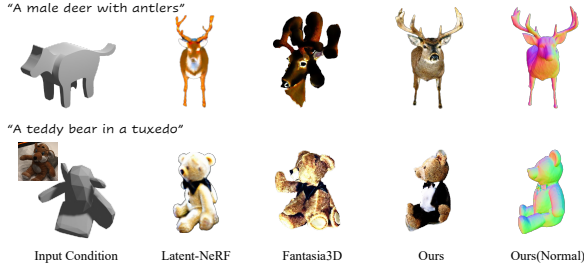 “A male deer with antlers”
“A teddy bear in a tuxedo”
Input Condition Latent-NeRF Fantasia3D Ours Ours(Normal)